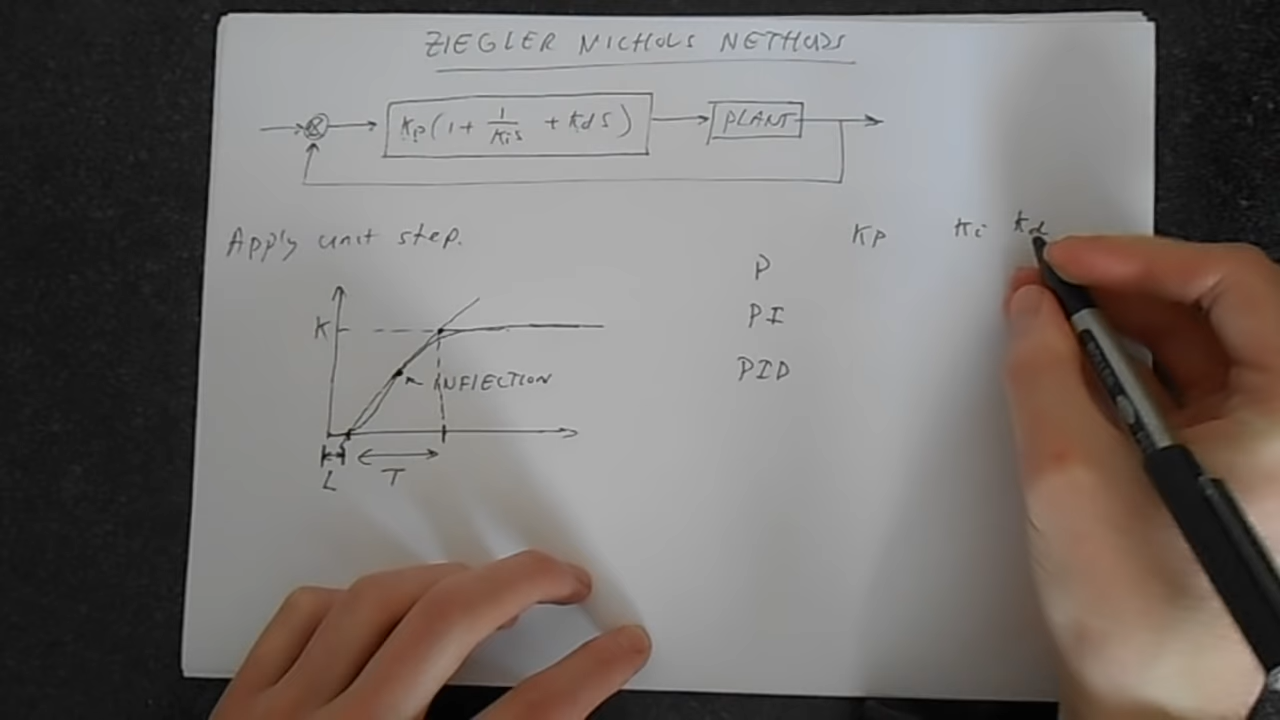 ZIEGLER NICHOLS METHODS
Kp(1 + 1/Kis + Kds)
PLANT
Apply unit step.
Kp Ki Kd
P
PI
PID
K
INFLECTION
L T